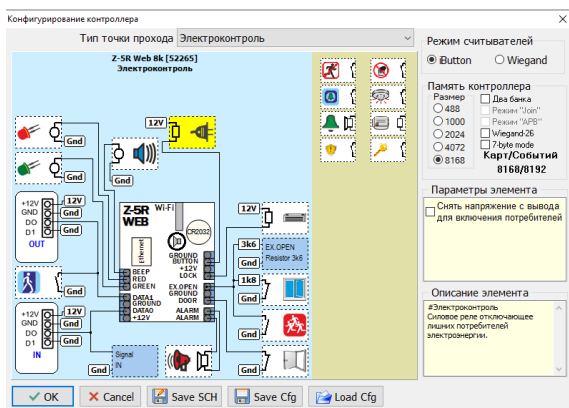 Конфигурирование контроллера
Тип точки прохода Электроконтроль
Z-5R Web 8k [52265]
Электроконтроль
Gnd
Gnd
12V
Gnd
+12V
GND
DO
D1
OUT
12V
Gnd
Gnd
Gnd
+12V
GND
DO
D1
IN
12V
Gnd
Gnd
Z-5R
WEB
Wi-Fi
CR2032
Ethernet
GROUND
BUTTON
+12V
LOCK
BEEP
RED
GREEN
EX.OPEN
GROUND
DOOR
DATA1
GROUND
DATA0
+12V
ALARM
ALARM
Gnd
Signal
IN
12V
3k6
Gnd
EX.OPEN
Resistor 3k6
1k8
Gnd
Gnd
Gnd
Режим считывателей
iButton
Wiegand
Память контроллера
Размер
488
1000
2024
4072
8168
Два банка
Режим "Join"
Режим "APB"
Wiegand-26
7-byte mode
Карт/Событий
8168/8192
Параметры элемента
Снять напряжение с вывода
для включения потребителей
Описание элемента
#Электроконтроль
Силовое реле отключающее
лишних потребителей
электроэнергии.
OK
Cancel
Save SCH
Save Cfg
Load Cfg